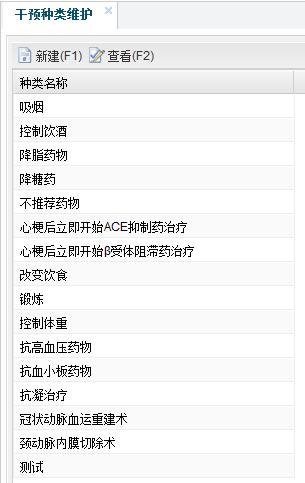 干预种类维护
新建(F1) 查看(F2)
种类名称
吸烟
控制饮酒
降脂药物
降糖药
不推荐药物
心梗后立即开始ACE抑制药治疗
心梗后立即开始β受体阻滞药治疗
改变饮食
锻炼
控制体重
抗高血压药物
抗血小板药物
抗凝治疗
冠状动脉血运重建术
颈动脉内膜切除术
测试